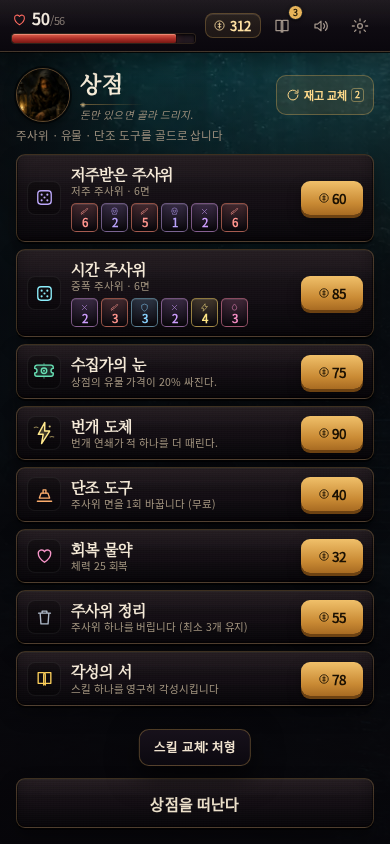 50/56
312
3
상점
돈만 있으면 골라 드리지.
재고 교체 2
주사위 · 유물 · 단조 도구를 골드로 삽니다
저주받은 주사위
저주 주사위 · 6면
6 2 5 1 2 6
60
시간 주사위
증폭 주사위 · 6면
2 3 3 2 4 3
85
수집가의 눈
상점의 유물 가격이 20% 싸진다.
75
번개 도체
번개 연쇄가 적 하나를 더 때린다.
90
단조 도구
주사위 면을 1회 바꿉니다 (무료)
40
회복 물약
체력 25 회복
32
주사위 정리
주사위 하나를 버립니다 (최소 3개 유지)
55
각성의 서
스킬 하나를 영구히 각성시킵니다
78
스킬 교체: 처형
상점을 떠난다